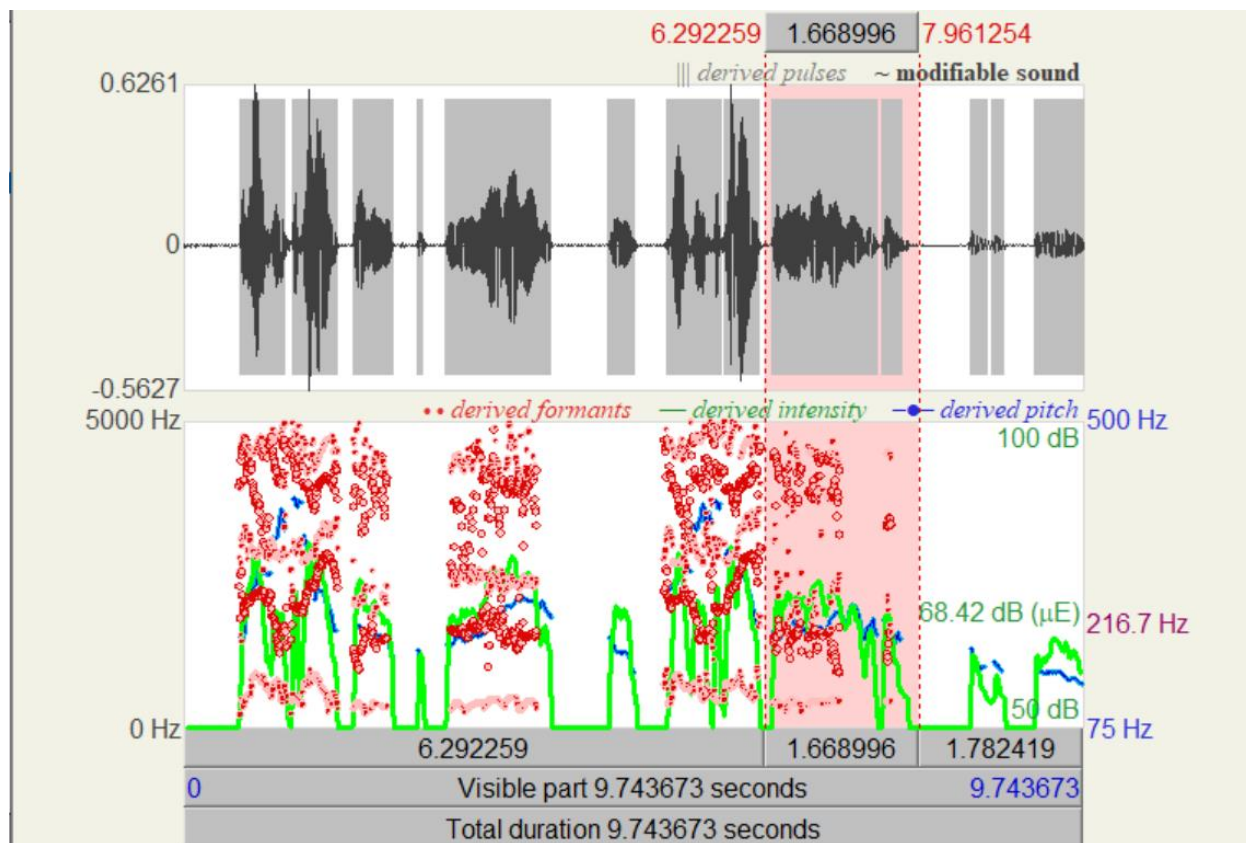 6.292259 1.668996 7.961254
||| derived pulses ~ modifiable sound
0.6261
0
-0.5627
•• derived formants — derived intensity —●— derived pitch
5000 Hz 500 Hz
100 dB
68.42 dB (µE) 216.7 Hz
50 dB
0 Hz 75 Hz
6.292259 1.668996 1.782419
0 Visible part 9.743673 seconds 9.743673
Total duration 9.743673 seconds